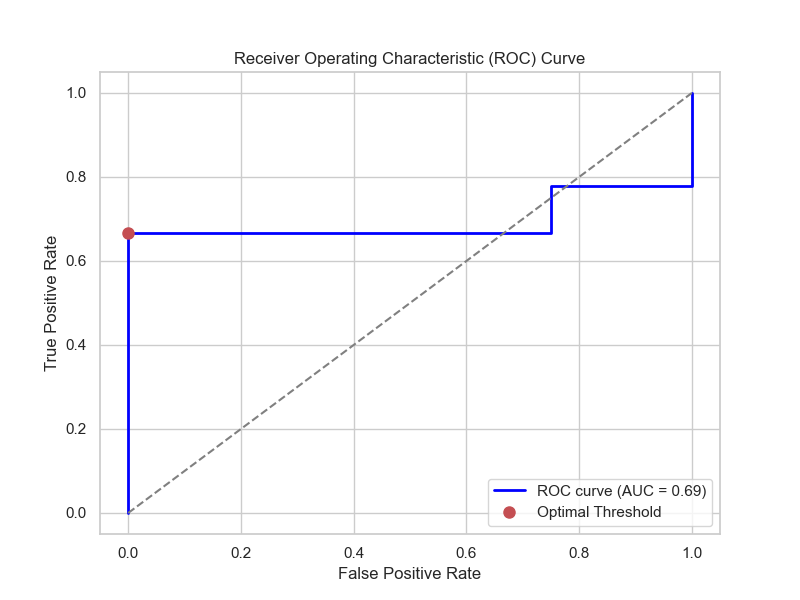 Receiver Operating Characteristic (ROC) Curve
1.0
0.8
0.6
0.4
0.2
0.0
True Positive Rate
0.0 0.2 0.4 0.6 0.8 1.0
False Positive Rate
ROC curve (AUC = 0.69)
Optimal Threshold